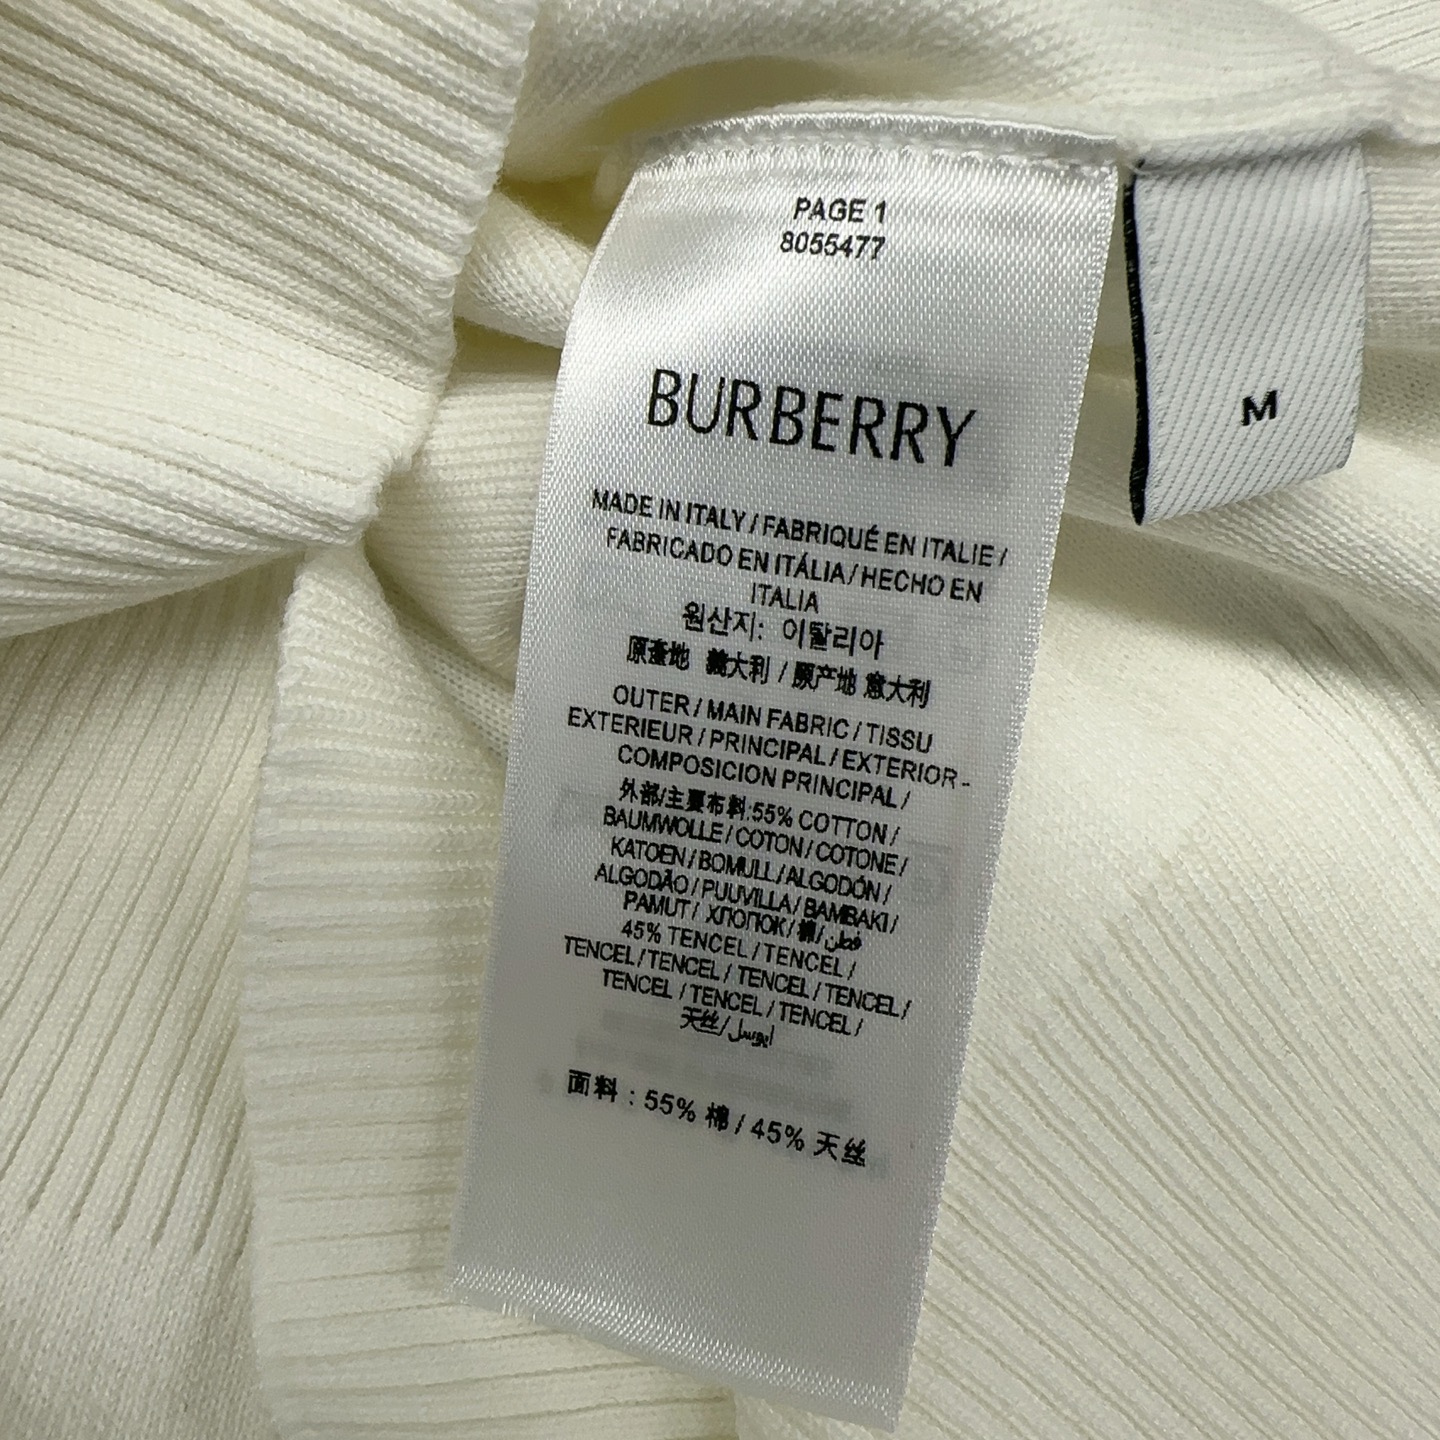 PAGE 1
8055477
BURBERRY
MADE IN ITALY / FABRIQUÉ EN ITALIE /
FABRICADO EN ITÁLIA / HECHO EN
ITALIA
원산지: 이탈리아
原產地 義大利 / 原产地 意大利
OUTER / MAIN FABRIC / TISSU
EXTERIEUR / PRINCIPAL / EXTERIOR -
COMPOSICION PRINCIPAL /
外部/主要布料:55% COTTON /
BAUMWOLLE / COTON / COTONE /
KATOEN / BOMULL / ALGODÓN /
ALGODÃO / PUUVILLA / BAMBAKI /
PAMUT / ХЛОПОК / 棉 / قطن
45% TENCEL / TENCEL /
TENCEL / TENCEL / TENCEL / TENCEL /
TENCEL / TENCEL / TENCEL /
天丝/
面料 : 55% 棉 / 45% 天丝
M